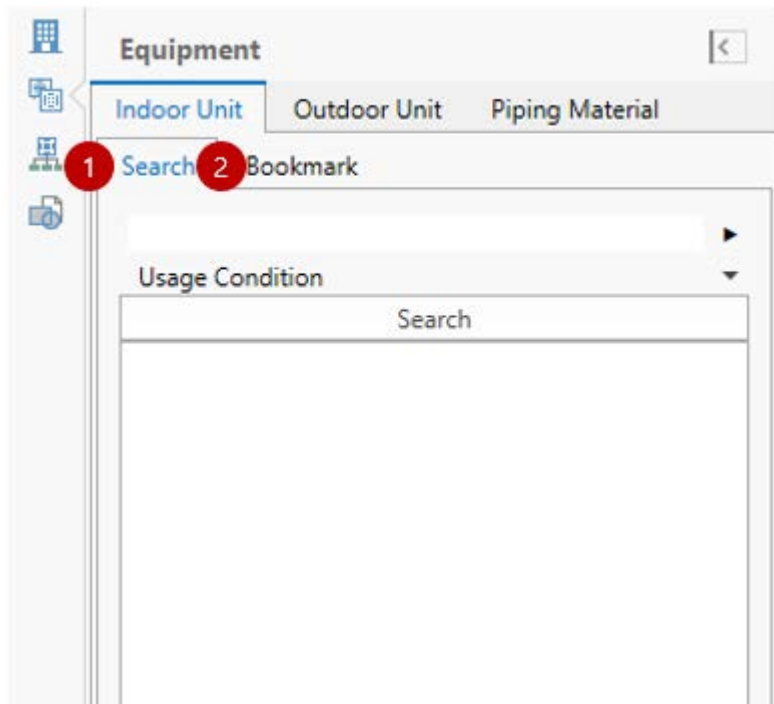 Equipment
Indoor Unit Outdoor Unit Piping Material
1 Search 2 Bookmark
Usage Condition
Search